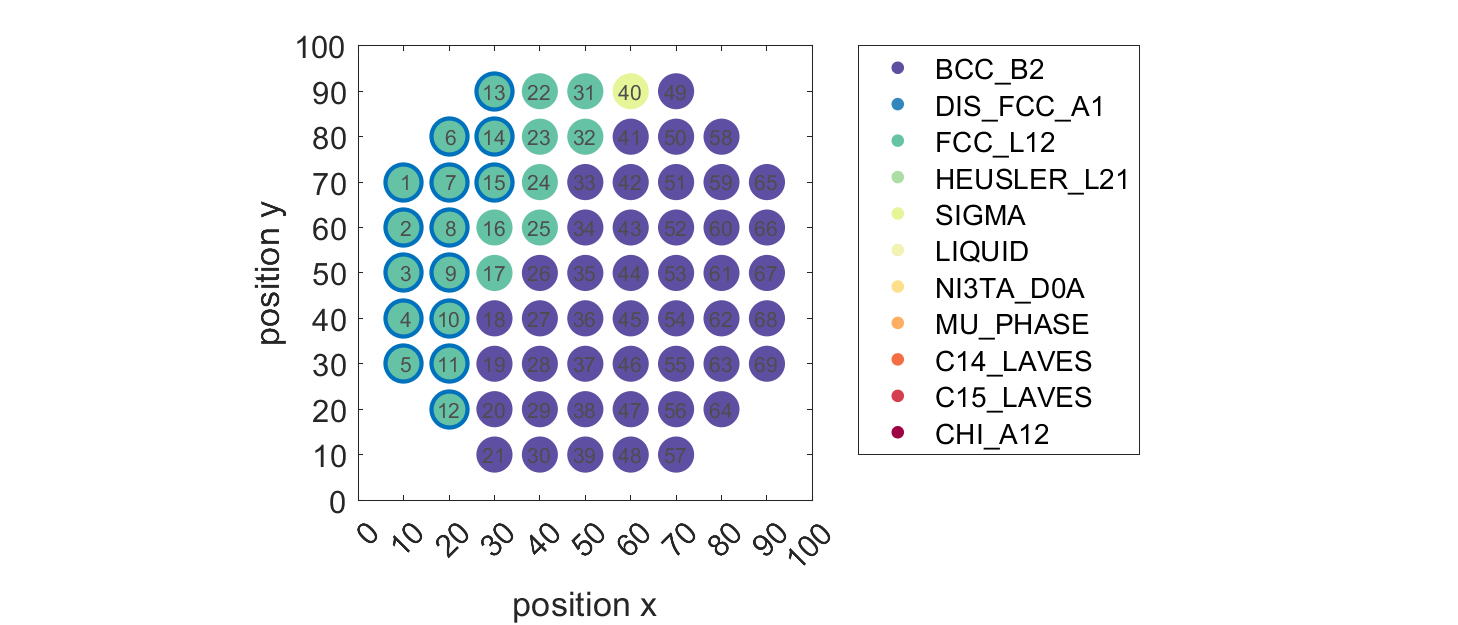 100
90 13 22 31 40 49
80 6 14 23 32 41 50 58
70 1 7 15 24 33 42 51 59 65
60 2 8 16 25 34 43 52 60 66
50 3 9 17 26 35 44 53 61 67
40 4 10 18 27 36 45 54 62 68
30 5 11 19 28 37 46 55 63 69
20 12 20 29 38 47 56 64
10 21 30 39 48 57
0
0 10 20 30 40 50 60 70 80 90 100
position x
position y
BCC_B2
DIS_FCC_A1
FCC_L12
HEUSLER_L21
SIGMA
LIQUID
NI3TA_D0A
MU_PHASE
C14_LAVES
C15_LAVES
CHI_A12